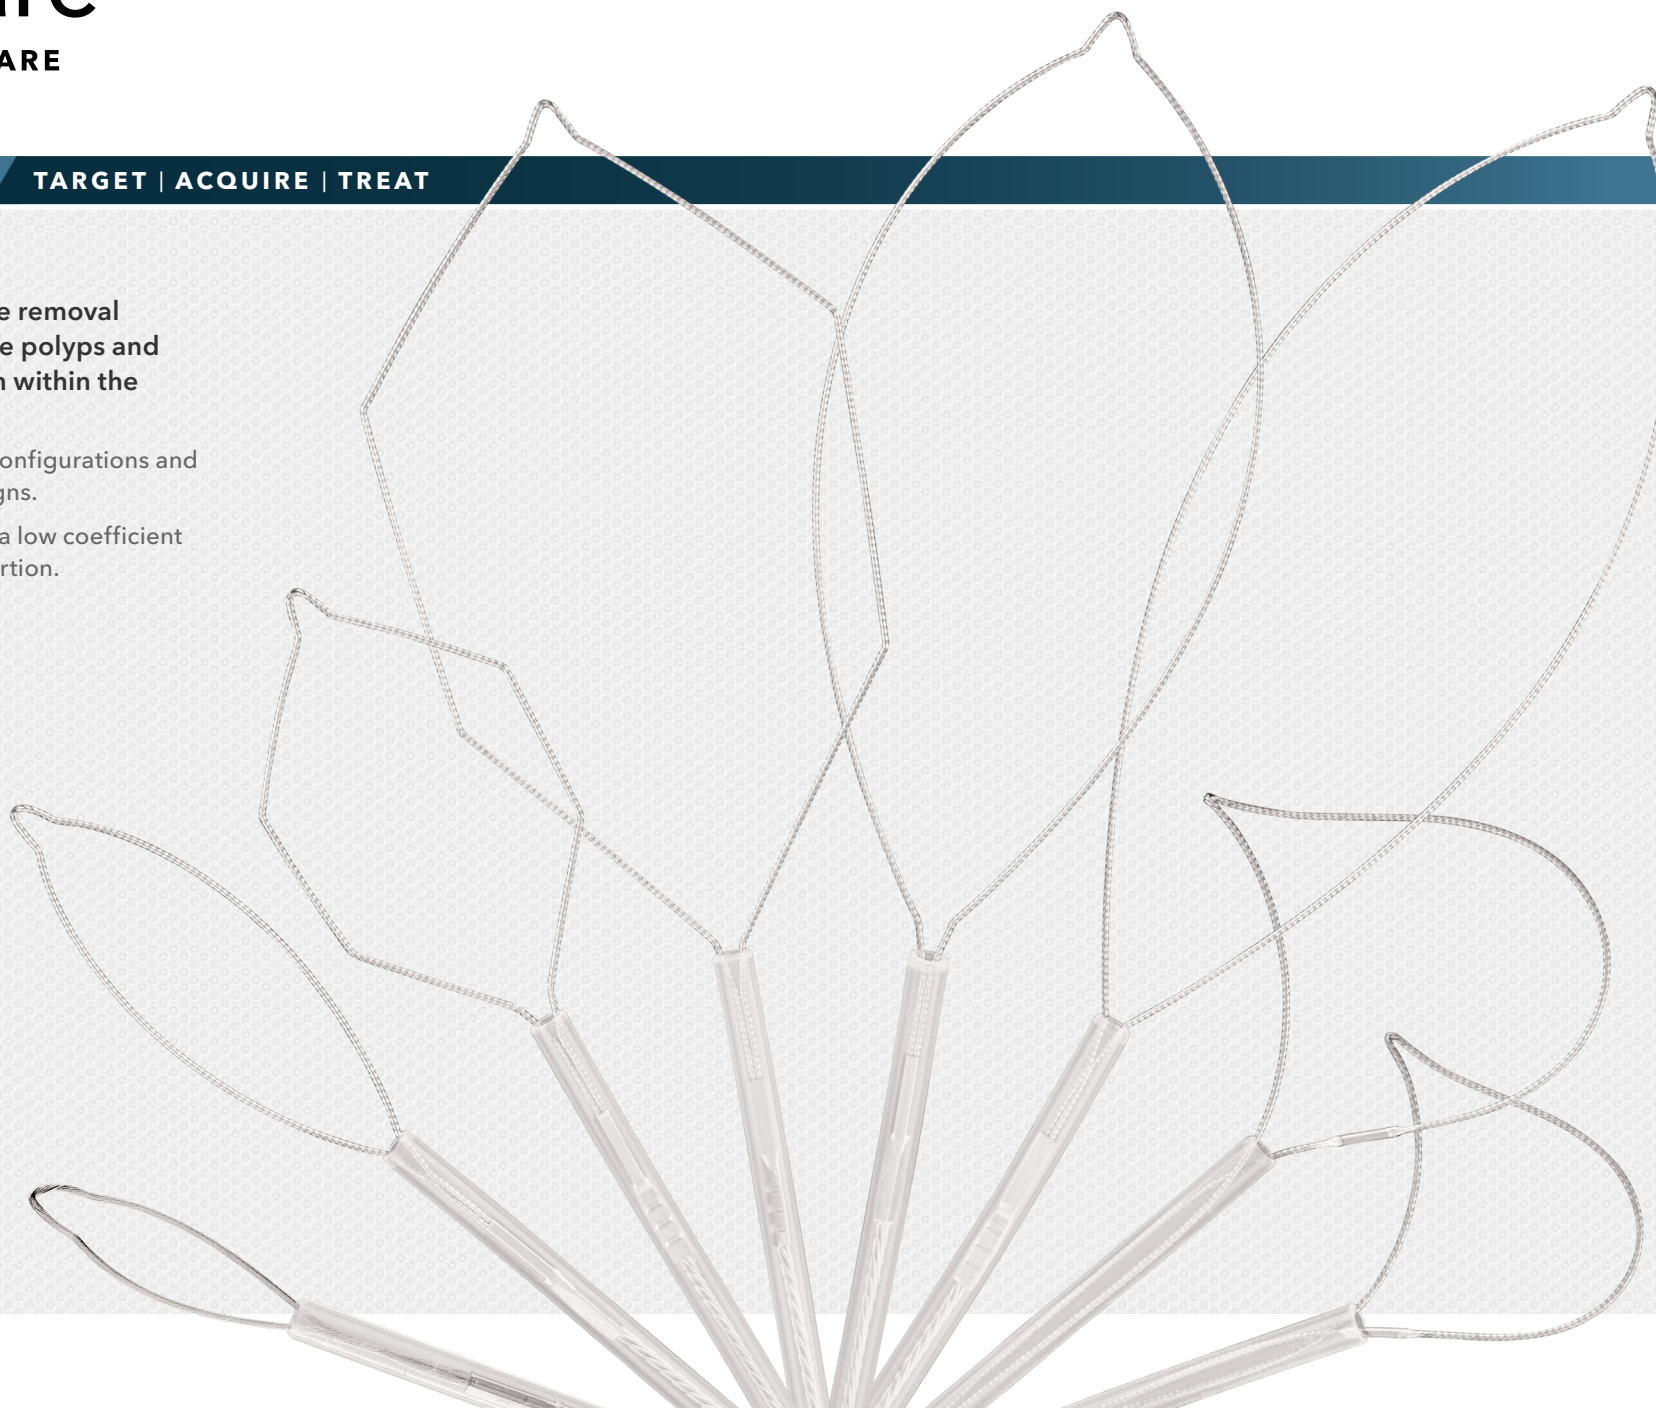 ARE
TARGET | ACQUIRE | TREAT
e removal
e polyps and
n within the
onfigurations and
gns.
a low coefficient
rtion.